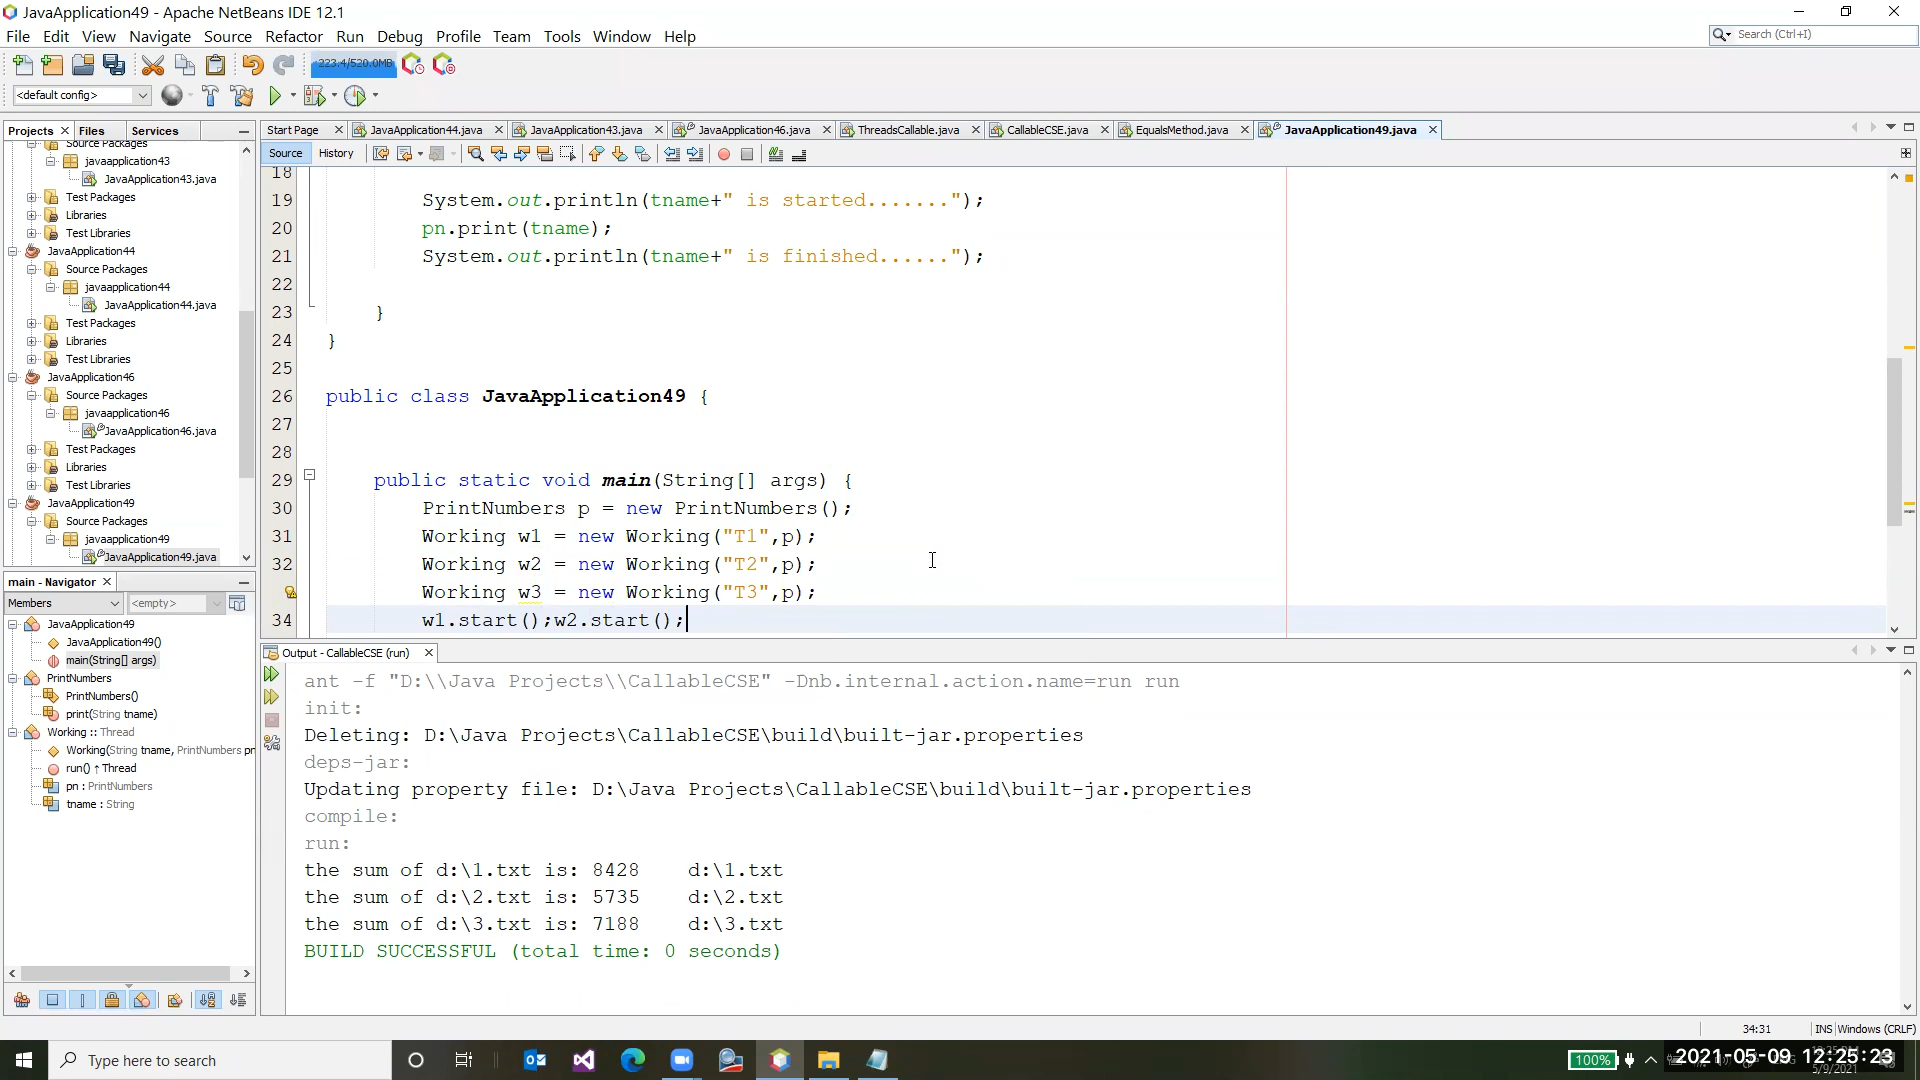 JavaApplication49 - Apache NetBeans IDE 12.1
File Edit View Navigate Source Refactor Run Debug Profile Team Tools Window Help
Search (Ctrl+I)
223.4/520.0MB
<default config>
Projects Files Services
Start Page JavaApplication44.java JavaApplication43.java JavaApplication46.java ThreadsCallable.java CallableCSE.java EqualsMethod.java JavaApplication49.java
Source History
Source Packages
javaapplication43
JavaApplication43.java
Test Packages
Libraries
Test Libraries
JavaApplication44
Source Packages
javaapplication44
JavaApplication44.java
Test Packages
Libraries
Test Libraries
JavaApplication46
Source Packages
javaapplication46
JavaApplication46.java
Test Packages
Libraries
Test Libraries
JavaApplication49
Source Packages
javaapplication49
JavaApplication49.java
18
19 System.out.println(tname+" is started.......");
20 pn.print(tname);
21 System.out.println(tname+" is finished......");
22
23 }
24 }
25
26 public class JavaApplication49 {
27
28
29 public static void main(String[] args) {
30 PrintNumbers p = new PrintNumbers();
31 Working w1 = new Working("T1",p);
32 Working w2 = new Working("T2",p);
Working w3 = new Working("T3",p);
34 w1.start();w2.start();
main - Navigator
Members <empty>
JavaApplication49
JavaApplication49()
main(String[] args)
PrintNumbers
PrintNumbers()
print(String tname)
Working :: Thread
Working(String tname, PrintNumbers pn
run() ↑ Thread
pn : PrintNumbers
tname : String
Output - CallableCSE (run)
ant -f "D:\\Java Projects\\CallableCSE" -Dnb.internal.action.name=run run
init:
Deleting: D:\Java Projects\CallableCSE\build\built-jar.properties
deps-jar:
Updating property file: D:\Java Projects\CallableCSE\build\built-jar.properties
compile:
run:
the sum of d:\1.txt is: 8428 d:\1.txt
the sum of d:\2.txt is: 5735 d:\2.txt
the sum of d:\3.txt is: 7188 d:\3.txt
BUILD SUCCESSFUL (total time: 0 seconds)
34:31 INS Windows (CRLF)
Type here to search
100%
2021-05-09 12:25:23
5/9/2021